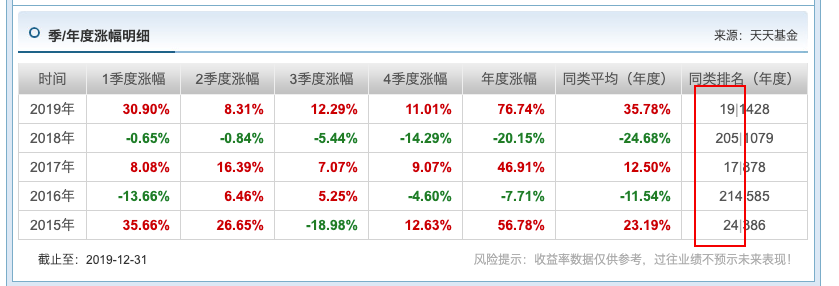 季/年度涨幅明细 来源：天天基金
时间 1季度涨幅 2季度涨幅 3季度涨幅 4季度涨幅 年度涨幅 同类平均（年度） 同类排名（年度）
2019年 30.90% 8.31% 12.29% 11.01% 76.74% 35.78% 19|1428
2018年 -0.65% -0.84% -5.44% -14.29% -20.15% -24.68% 205|1079
2017年 8.08% 16.39% 7.07% 9.07% 46.91% 12.50% 17|878
2016年 -13.66% 6.46% 5.25% -4.60% -7.71% -11.54% 214|585
2015年 35.66% 26.65% -18.98% 12.63% 56.78% 23.19% 24|386
截止至：2019-12-31 风险提示：收益率数据仅供参考，过往业绩不预示未来表现！